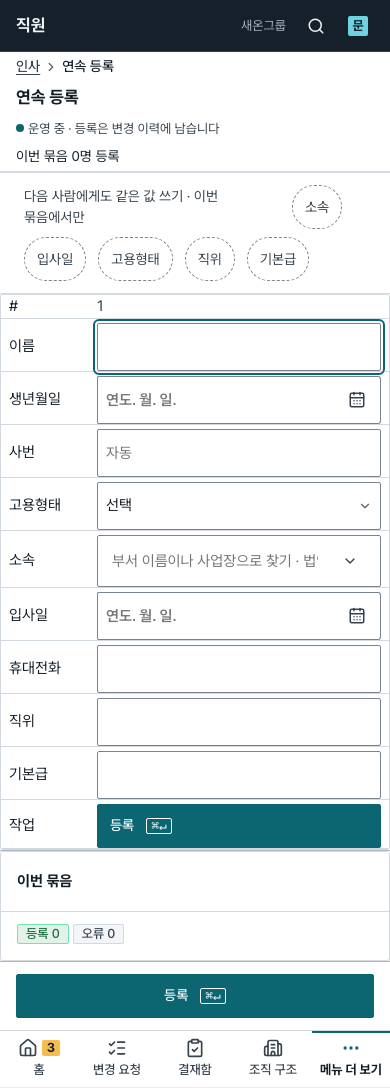 직원
새온그룹
문
인사 > 연속 등록
연속 등록
운영 중 · 등록은 변경 이력에 남습니다
이번 묶음 0명 등록
다음 사람에게도 같은 값 쓰기 · 이번
묶음에서만
소속
입사일
고용형태
직위
기본급
# 1
이름
생년월일 연도. 월. 일.
사번 자동
고용형태 선택
소속 부서 이름이나 사업장으로 찾기 · 법
입사일 연도. 월. 일.
휴대전화
직위
기본급
작업 등록 ⌘↵
이번 묶음
등록 0 오류 0
등록 ⌘↵
3
홈 변경 요청 결재함 조직 구조 메뉴 더 보기